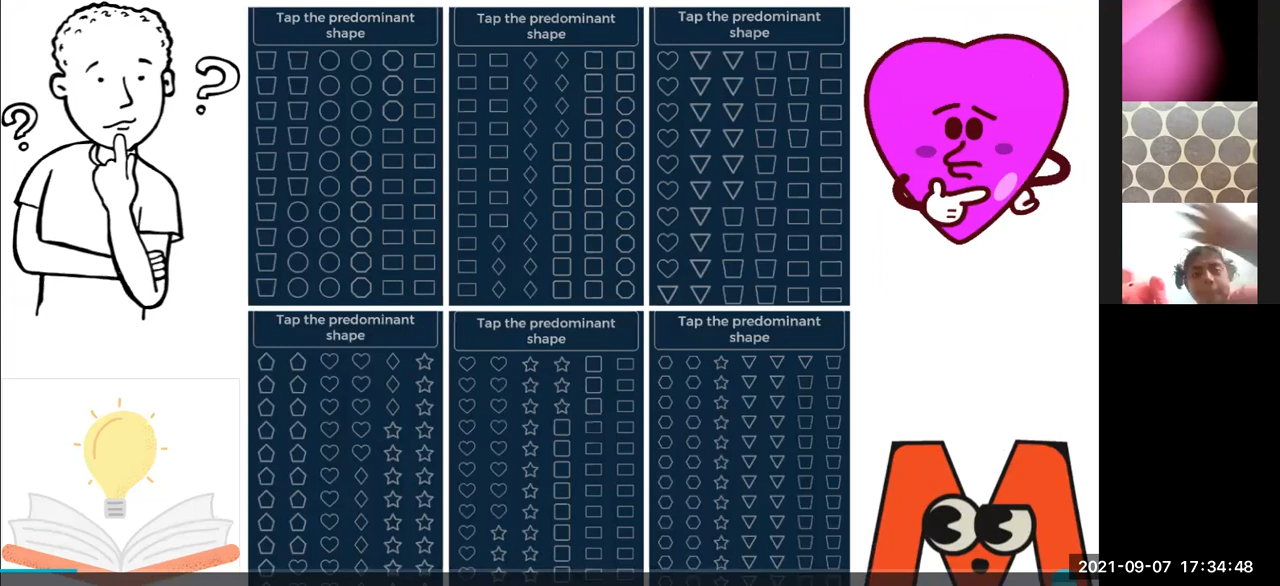 Tap the predominant
shape
Tap the predominant
shape
Tap the predominant
shape
Tap the predominant
shape
Tap the predominant
shape
Tap the predominant
shape
? ?
M
2021-09-07 17:34:48